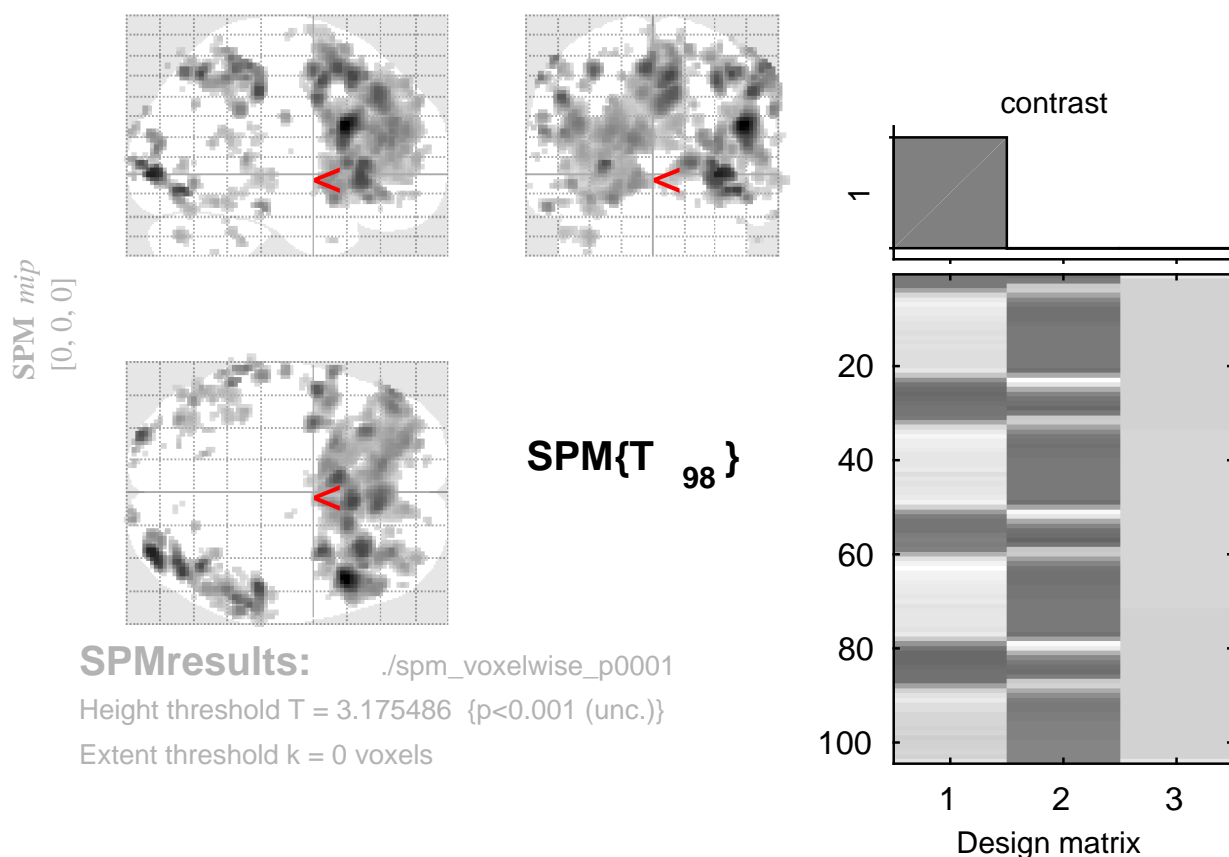 SPM mip
[0, 0, 0]
<
<
<
SPM{T 98 }
SPMresults: ./spm_voxelwise_p0001
Height threshold T = 3.175486 {p<0.001 (unc.)}
Extent threshold k = 0 voxels
contrast
1
20
40
60
80
100
1 2 3
Design matrix